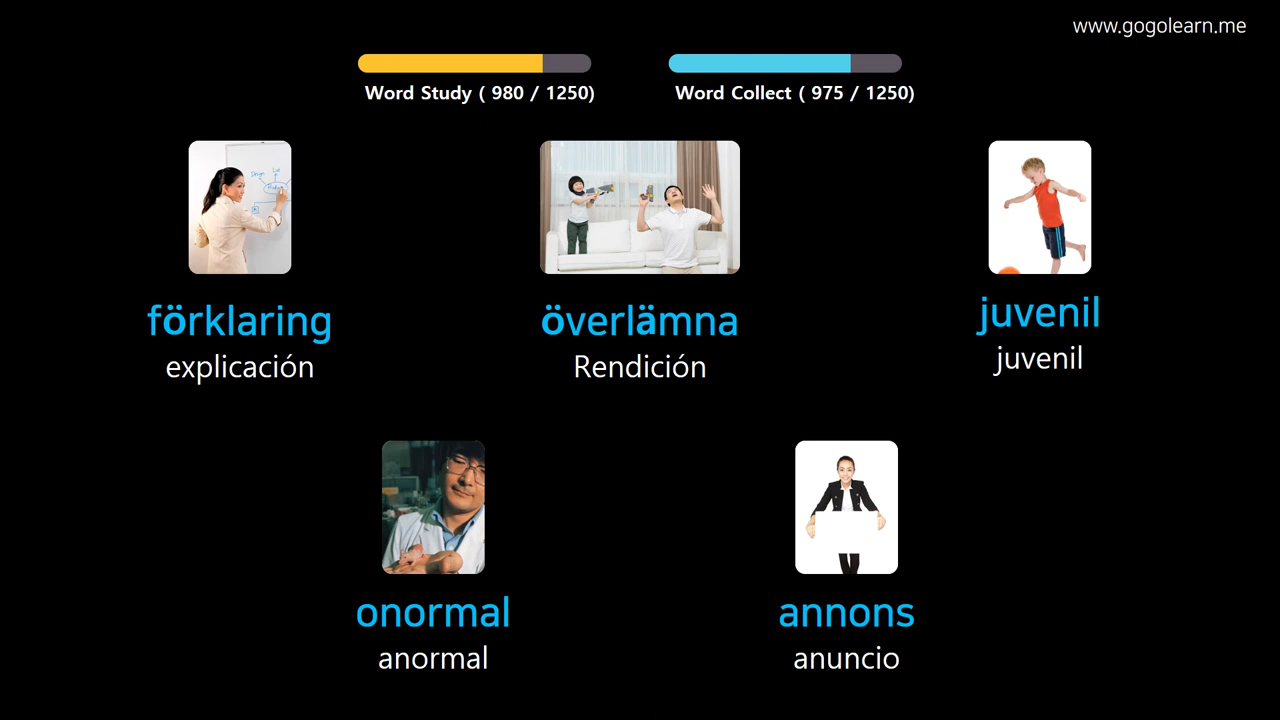 www.gogolearn.me
Word Study ( 980 / 1250)
Word Collect ( 975 / 1250)
förklaring
explicación
överlämna
Rendición
juvenil
juvenil
onormal
anormal
annons
anuncio